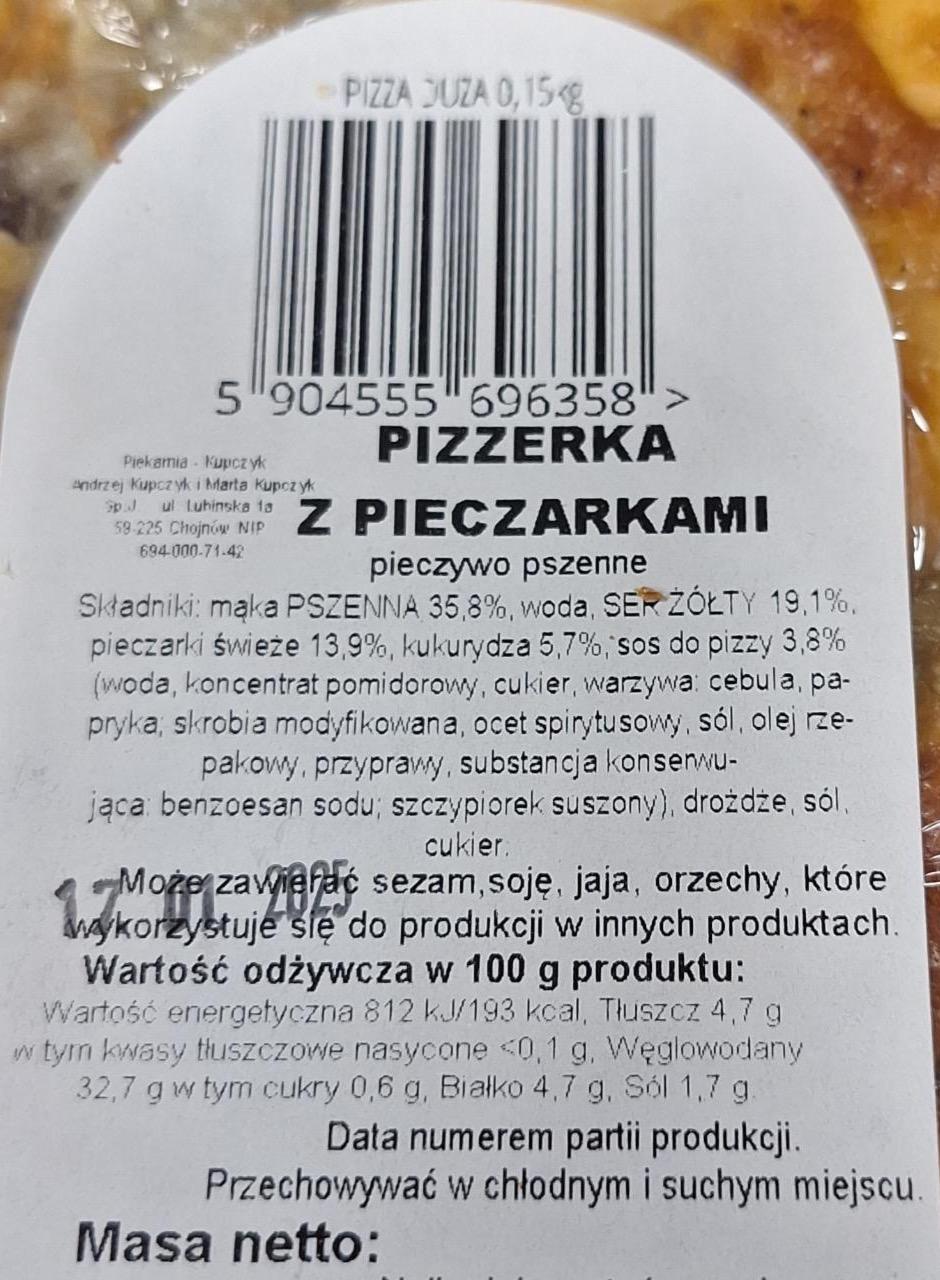 PIZZA DUZA 0,15kg
5 904555 696358 >
PIZZERKA
Z PIECZARKAMI
Piekarnia - Kupczyk
Andrzej Kupczyk i Marta Kupczyk
Sp.J ul. Lubinska 1a
59-225 Chojnów NIP
694-000-71-42
pieczywo pszenne
Składniki: mąka PSZENNA 35,8%, woda, SER ŻÓŁTY 19,1%,
pieczarki świeże 13,9%, kukurydza 5,7%, sos do pizzy 3,8%
(woda, koncentrat pomidorowy, cukier, warzywa: cebula, pa-
pryka; skrobia modyfikowana, ocet spirytusowy, sól, olej rze-
pakowy, przyprawy, substancja konserwu-
jąca: benzoesan sodu; szczypiorek suszony), drożdże, sól,
cukier.
17 01 2025
Może zawierać sezam,soję, jaja, orzechy, które
wykorzystuje się do produkcji w innych produktach.
Wartość odżywcza w 100 g produktu:
Wartość energetyczna 812 kJ/193 kcal, Tłuszcz 4,7 g
w tym kwasy tłuszczowe nasycone <0,1 g, Węglowodany
32,7 g w tym cukry 0,6 g, Białko 4,7 g, Sól 1,7 g.
Data numerem partii produkcji.
Przechowywać w chłodnym i suchym miejscu.
Masa netto: